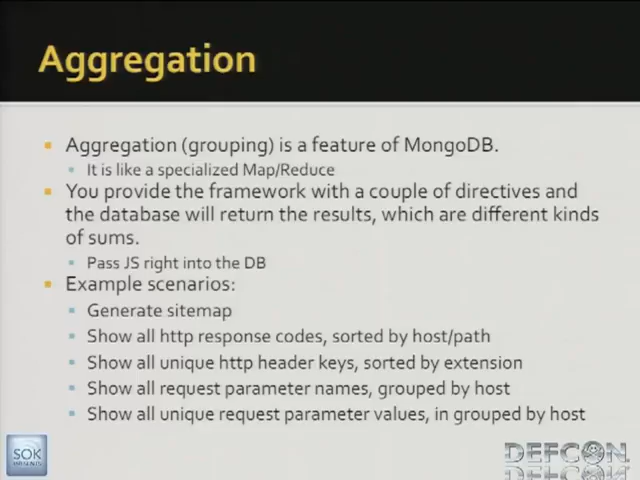 Aggregation
Aggregation (grouping) is a feature of MongoDB.
It is like a specialized Map/Reduce
You provide the framework with a couple of directives and
the database will return the results, which are different kinds
of sums.
Pass JS right into the DB
Example scenarios:
Generate sitemap
Show all http response codes, sorted by host/path
Show all unique http header keys, sorted by extension
Show all request parameter names, grouped by host
Show all unique request parameter values, in grouped by host
SOK
DEFCON